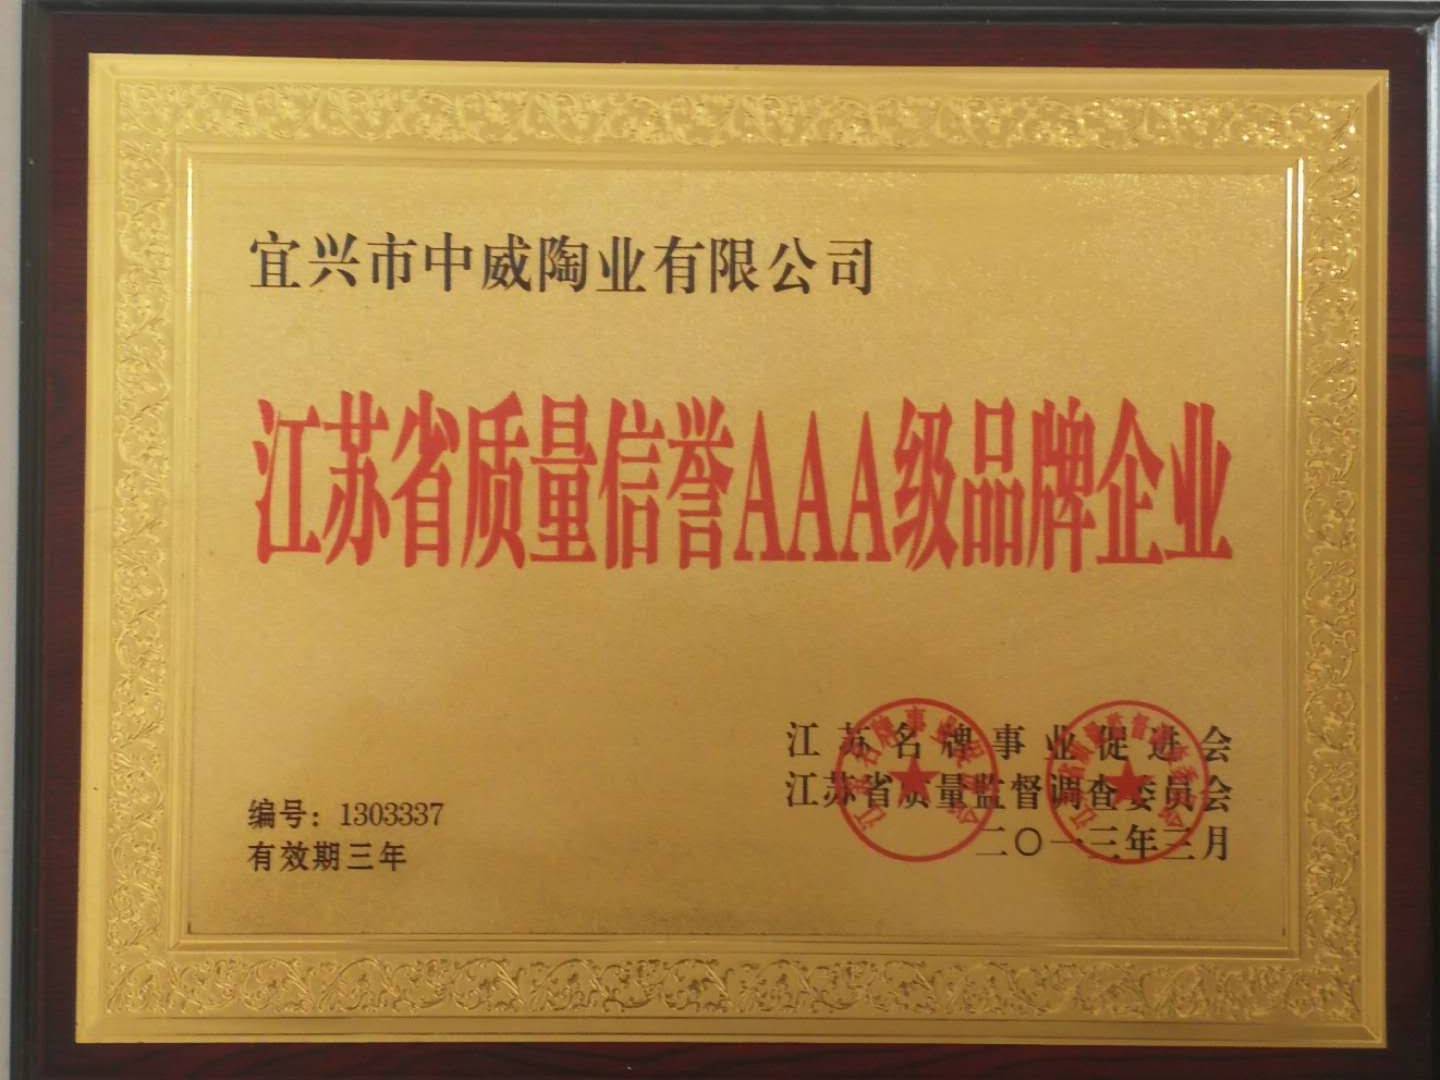 宜兴市中威陶业有限公司
江苏省质量信誉AAA级品牌企业
江苏名牌事业促进会
江苏省质量监督调查委员会
二〇一三年三月
编号：1303337
有效期三年